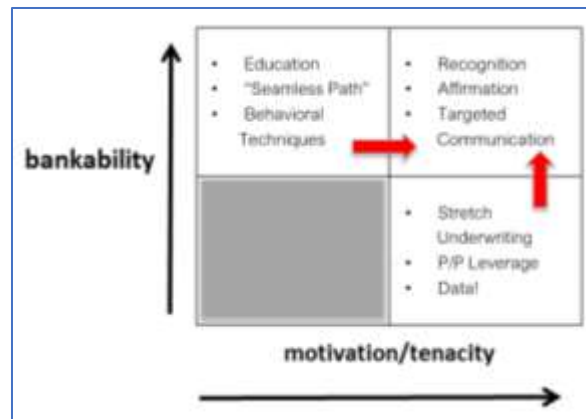 • Education
• "Seamless Path"
• Behavioral
Techniques
• Recognition
• Affirmation
• Targeted
Communication
bankability
• Stretch
Underwriting
• P/P Leverage
• Data!
motivation/tenacity